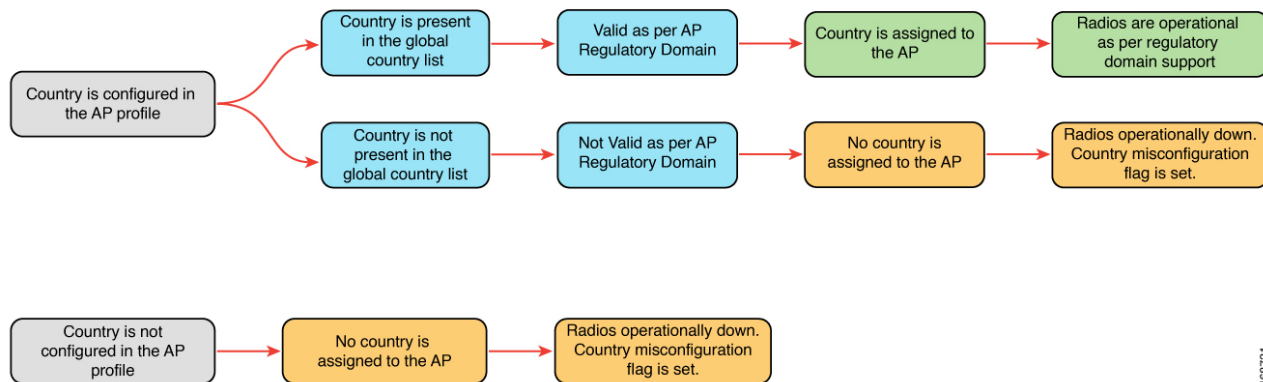 Country is present
in the global
country list
Valid as per AP
Regulatory Domain
Country is assigned to
the AP
Radios are operational
as per regulatory
domain support
Country is configured in
the AP profile
Country is not
present in the
global country list
Not Valid as per AP
Regulatory Domain
No country is
assigned to the AP
Radios operationally down.
Country misconfiguration
flag is set.
Country is not
configured in the AP
profile
No country is
assigned to the AP
Radios operationally down.
Country misconfiguration
flag is set.